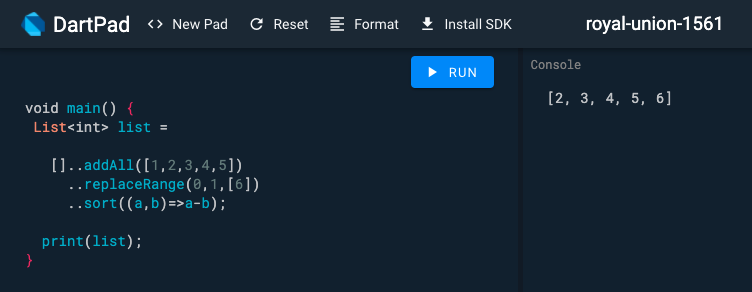 DartPad <> New Pad Reset Format Install SDK royal-union-1561
RUN
Console
[2, 3, 4, 5, 6]
void main() {
List<int> list =
[]..addAll([1,2,3,4,5])
..replaceRange(0,1,[6])
..sort((a,b)=>a-b);
print(list);
}